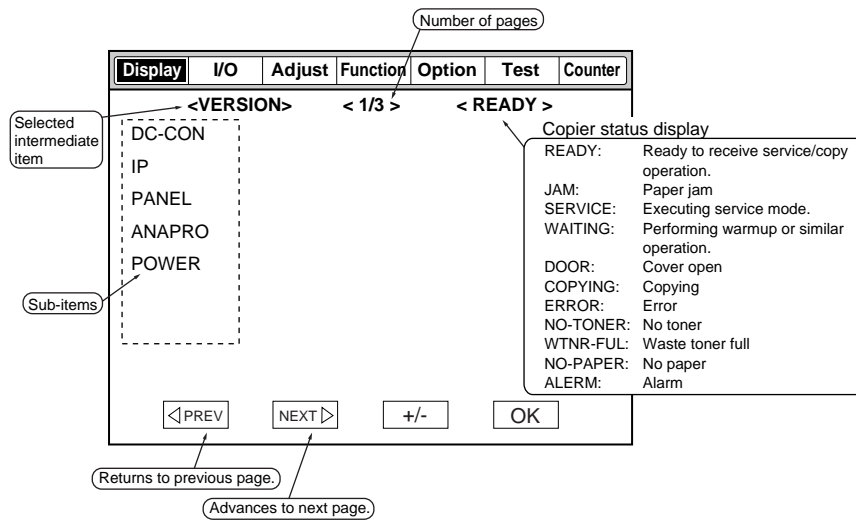 Number of pages
Display I/O Adjust Function Option Test Counter
<VERSION> < 1/3 > < READY >
Selected
intermediate
item
DC-CON
IP
PANEL
ANAPRO
POWER
Sub-items
Copier status display
READY: Ready to receive service/copy
operation.
JAM: Paper jam
SERVICE: Executing service mode.
WAITING: Performing warmup or similar
operation.
DOOR: Cover open
COPYING: Copying
ERROR: Error
NO-TONER: No toner
WTNR-FUL: Waste toner full
NO-PAPER: No paper
ALERM: Alarm
PREV NEXT +/- OK
Returns to previous page.
Advances to next page.